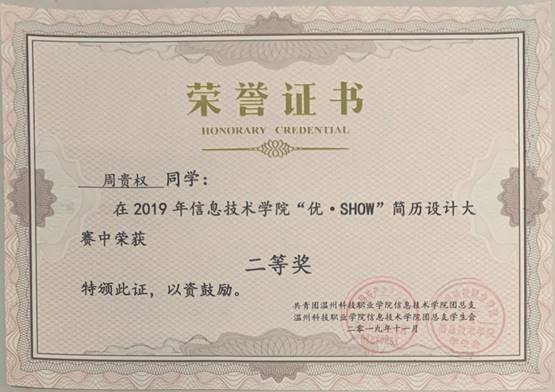 荣誉证书
HONORARY CREDENTIAL
周贵权 同学：
在 2019 年信息技术学院“优·SHOW”简历设计大
赛中荣获
二等奖
特颁此证，以资鼓励。
共青团温州科技职业学院信息技术学院团总支
温州科技职业学院信息技术学院团总支学生会
二零一九年十一月